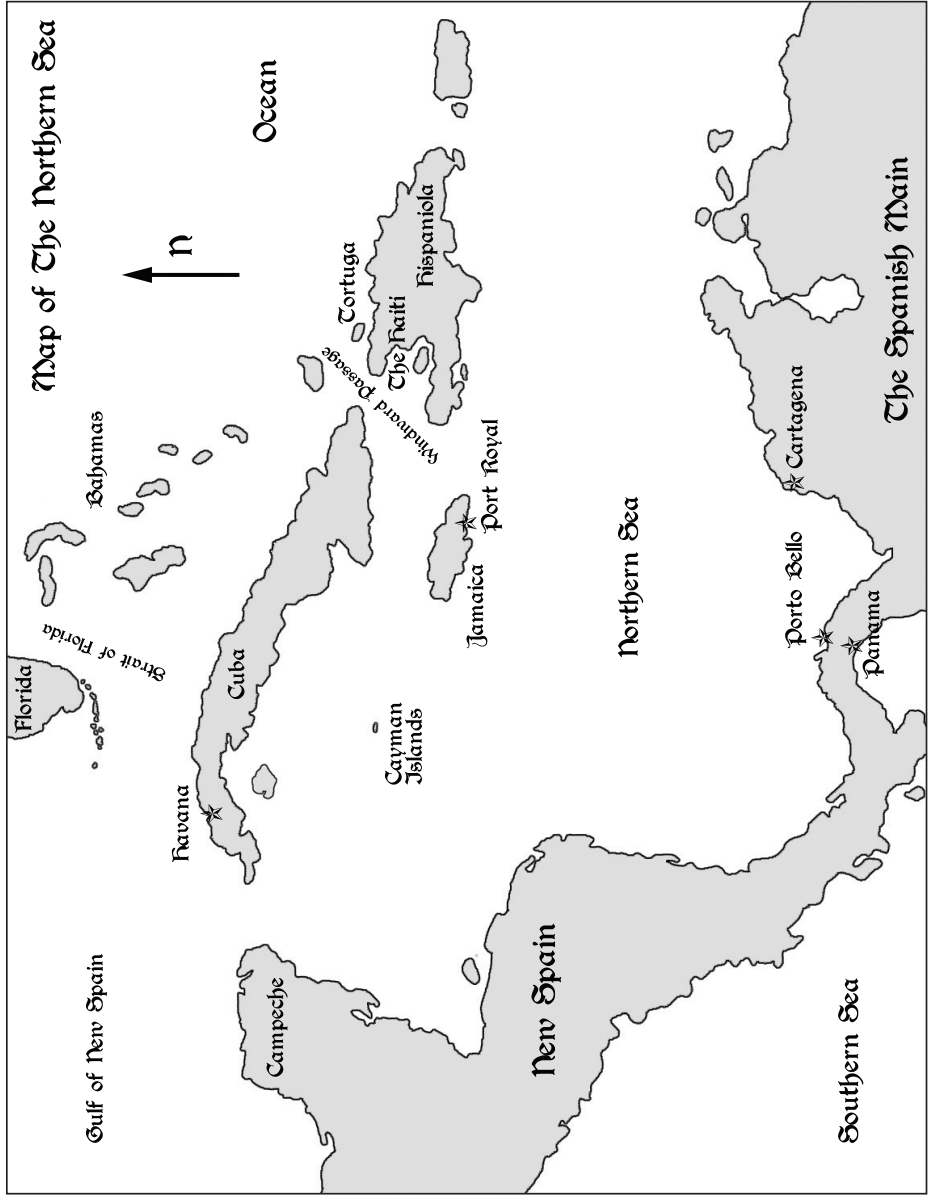 Map of The Northern Sea
N
Ocean
Gulf of New Spain
Florida
Strait of Florida
Bahamas
Havana
Cuba
Windward Passage
Tortuga
The Haiti
Hispaniola
Campeche
Cayman
Islands
Jamaica
Port Royal
New Spain
Northern Sea
Porto Bello
Cartagena
Panama
Southern Sea
The Spanish Main